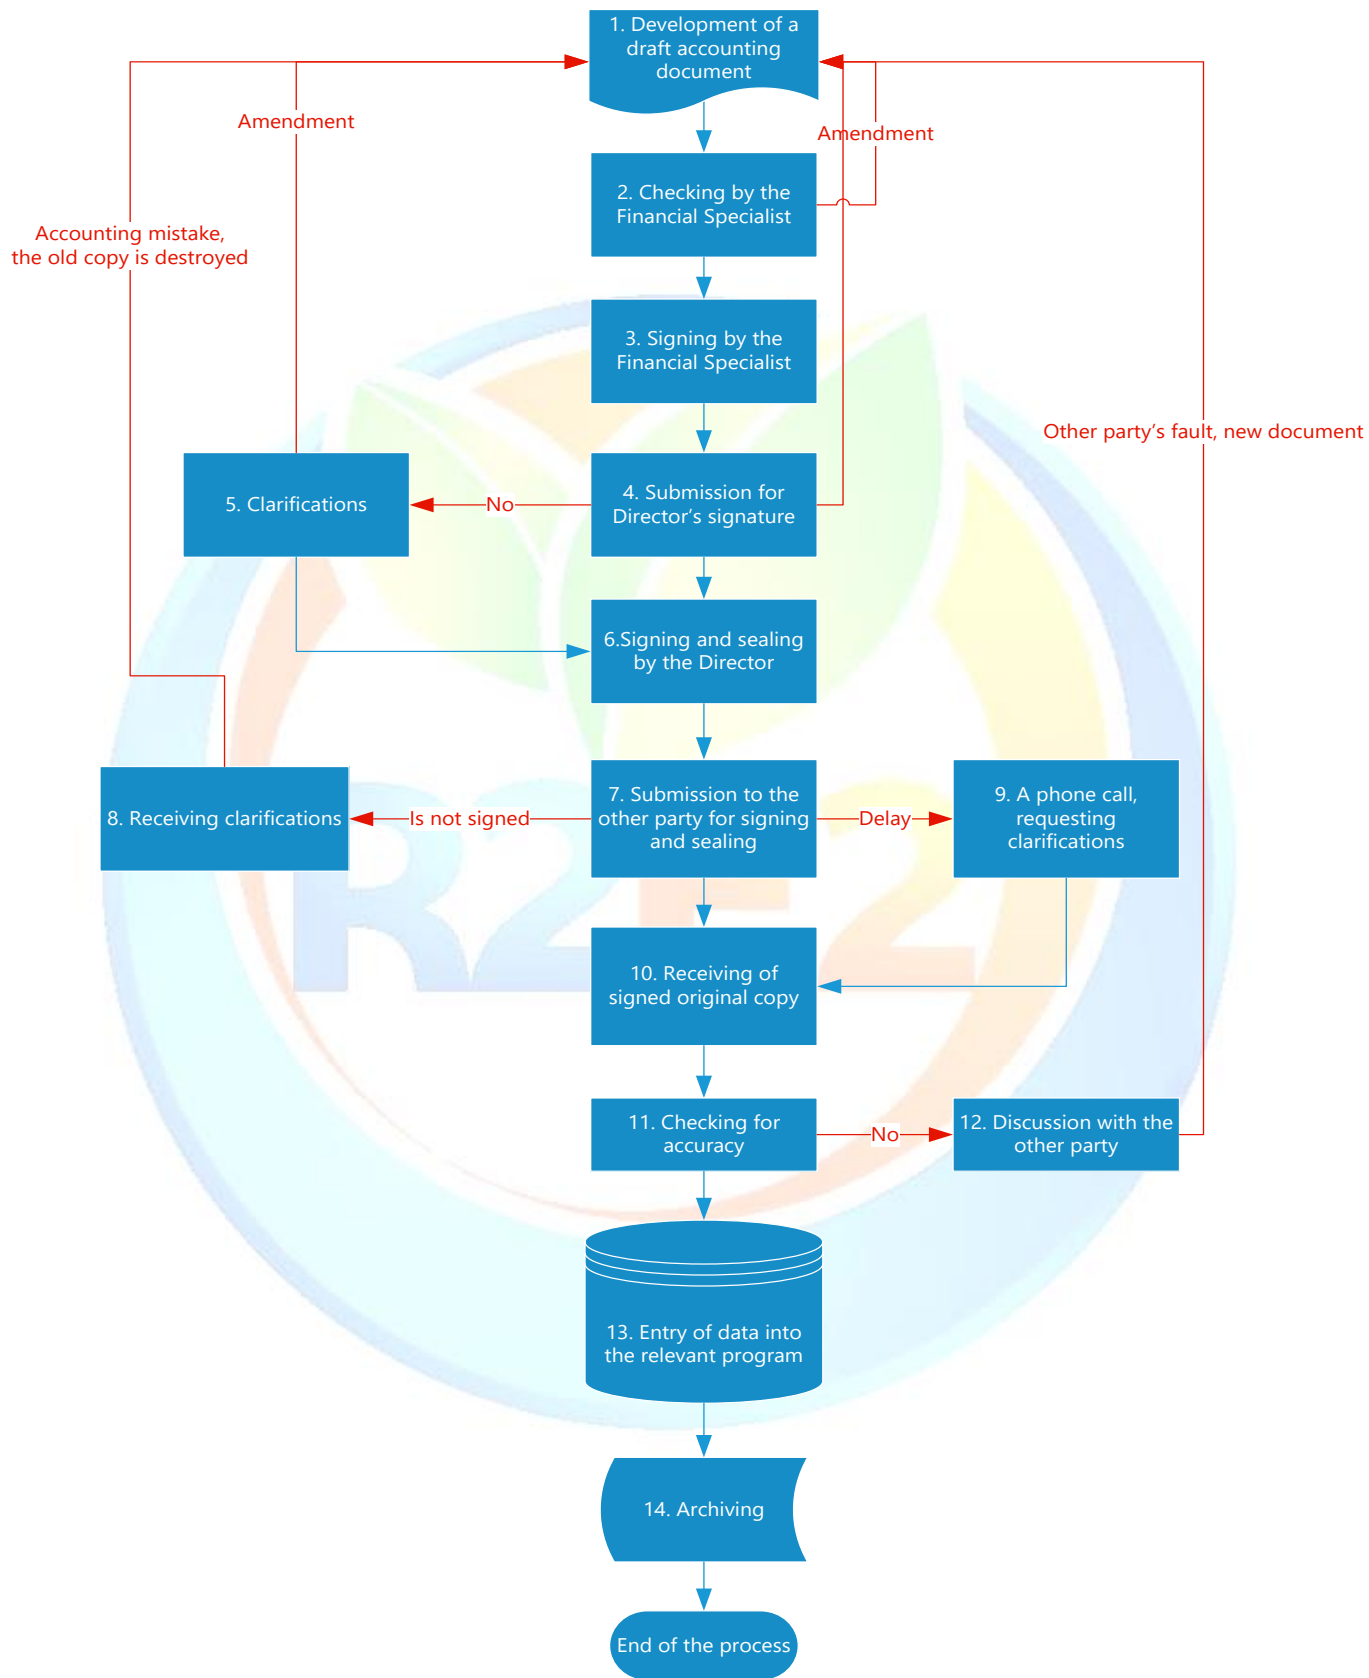 1. Development of a
draft accounting
document
Amendment
Amendment
2. Checking by the
Financial Specialist
Accounting mistake,
the old copy is destroyed
3. Signing by the
Financial Specialist
Other party’s fault, new document
5. Clarifications
No
4. Submission for
Director’s signature
6.Signing and sealing
by the Director
8. Receiving clarifications
Is not signed
7. Submission to the
other party for signing
and sealing
Delay
9. A phone call,
requesting
clarifications
R2E2
10. Receiving of
signed original copy
11. Checking for
accuracy
No
12. Discussion with the
other party
13. Entry of data into
the relevant program
14. Archiving
End of the process